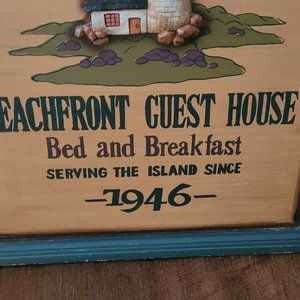 EACHFRONT GUEST HOUSE
Bed and Breakfast
SERVING THE ISLAND SINCE
-1946-